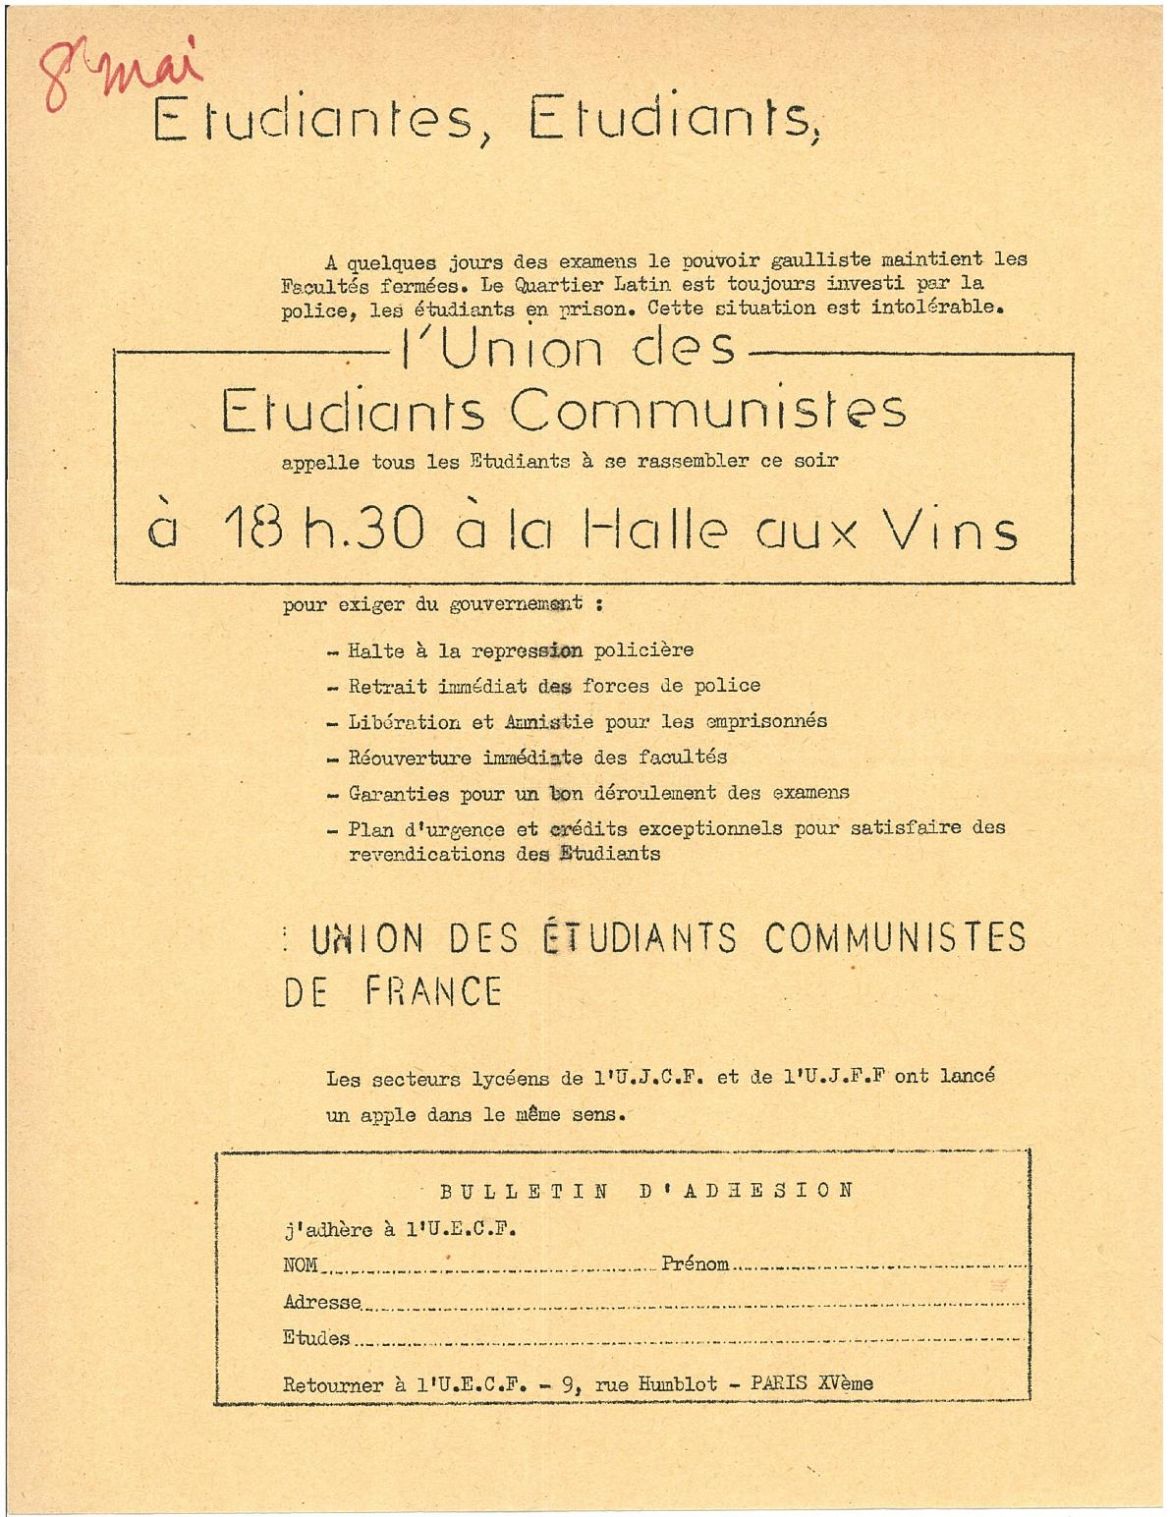 8 mai
Etudiantes, Etudiants,
A quelques jours des examens le pouvoir gaulliste maintient les
Facultés fermées. Le Quartier Latin est toujours investi par la
police, les étudiants en prison. Cette situation est intolérable.
l'Union des
Etudiants Communistes
appelle tous les Etudiants à se rassembler ce soir
à 18 h.30 à la Halle aux Vins
pour exiger du gouvernement :
- Halte à la repression policière
- Retrait immédiat des forces de police
- Libération et Amnistie pour les emprisonnés
- Réouverture immédiate des facultés
- Garanties pour un bon déroulement des examens
- Plan d'urgence et crédits exceptionnels pour satisfaire des
revendications des Etudiants
: UNION DES ÉTUDIANTS COMMUNISTES
DE FRANCE
Les secteurs lycéens de l'U.J.C.F. et de l'U.J.F.F ont lancé
un apple dans le même sens.
BULLETIN D'ADHESION
j'adhère à l'U.E.C.F.
NOM.......................................... Prénom.....................................
Adresse....................................................................................
Etudes.....................................................................................
Retourner à l'U.E.C.F. - 9, rue Humblot - PARIS XVème